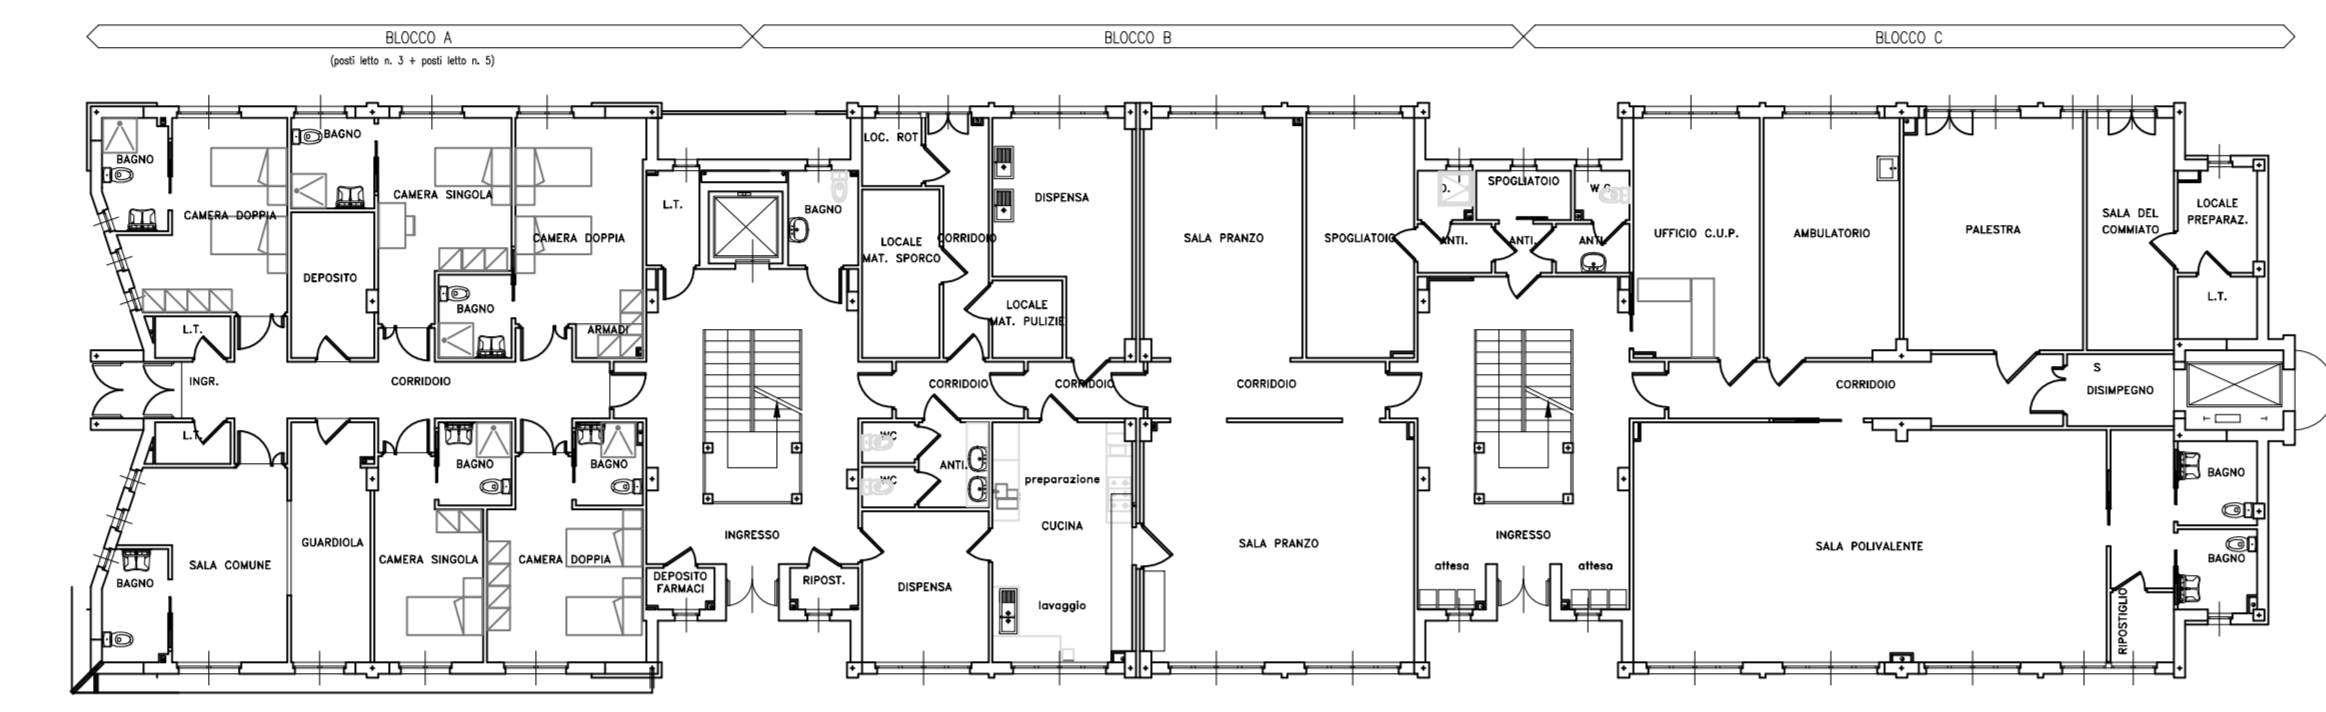 BLOCCO A
BLOCCO B
BLOCCO C
(posti letto n. 3 + posti letto n. 5)
BAGNO
CAMERA DOPPIA
BAGNO
DEPOSITO
CAMERA SINGOLA
BAGNO
CAMERA DOPPIA
ARMADI
L.T.
L.T.
BAGNO
LOC. ROT
LOCALE
MAT. SPORCO
CORRIDOIO
DISPENSA
LOCALE
MAT. PULIZIE
SALA PRANZO
SPOGLIATOIO
D.
SPOGLIATOIO
W.C.
ANTI.
ANTI.
ANTI.
UFFICIO C.U.P.
AMBULATORIO
PALESTRA
SALA DEL
COMMIATO
LOCALE
PREPARAZ.
L.T.
INGR.
CORRIDOIO
CORRIDOIO
CORRIDOIO
CORRIDOIO
CORRIDOIO
S
DISIMPEGNO
L.T.
SALA COMUNE
BAGNO
GUARDIOLA
CAMERA SINGOLA
BAGNO
CAMERA DOPPIA
BAGNO
INGRESSO
DEPOSITO
FARMACI
RIPOST.
WC
WC
ANTI.
DISPENSA
preparazione
CUCINA
lavaggio
SALA PRANZO
INGRESSO
attesa
attesa
SALA POLIVALENTE
RIPOSTIGLIO
BAGNO
BAGNO